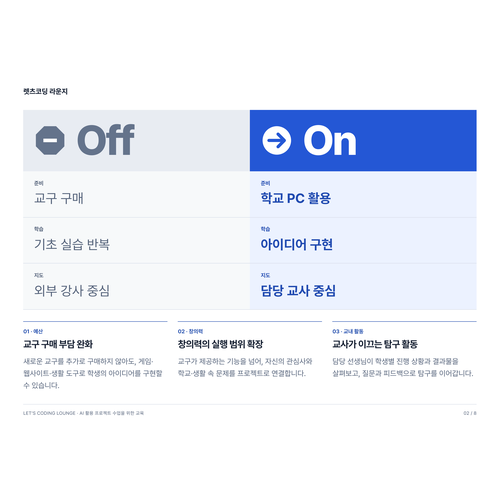 렛츠코딩 라운지
Off
On
준비
교구 구매
준비
학교 PC 활용
학습
기초 실습 반복
학습
아이디어 구현
지도
외부 강사 중심
지도
담당 교사 중심
01 · 예산
교구 구매 부담 완화
새로운 교구를 추가로 구매하지 않아도, 게임·
웹사이트·생활 도구로 학생의 아이디어를 구현할
수 있습니다.
02 · 창의력
창의력의 실행 범위 확장
교구가 제공하는 기능을 넘어, 자신의 관심사와
학교·생활 속 문제를 프로젝트로 연결합니다.
03 · 교내 활동
교사가 이끄는 탐구 활동
담당 선생님이 학생별 진행 상황과 결과물을
살펴보고, 질문과 피드백으로 탐구를 이어갑니다.
LET'S CODING LOUNGE · AI 활용 프로젝트 수업을 위한 교육
02 / 8